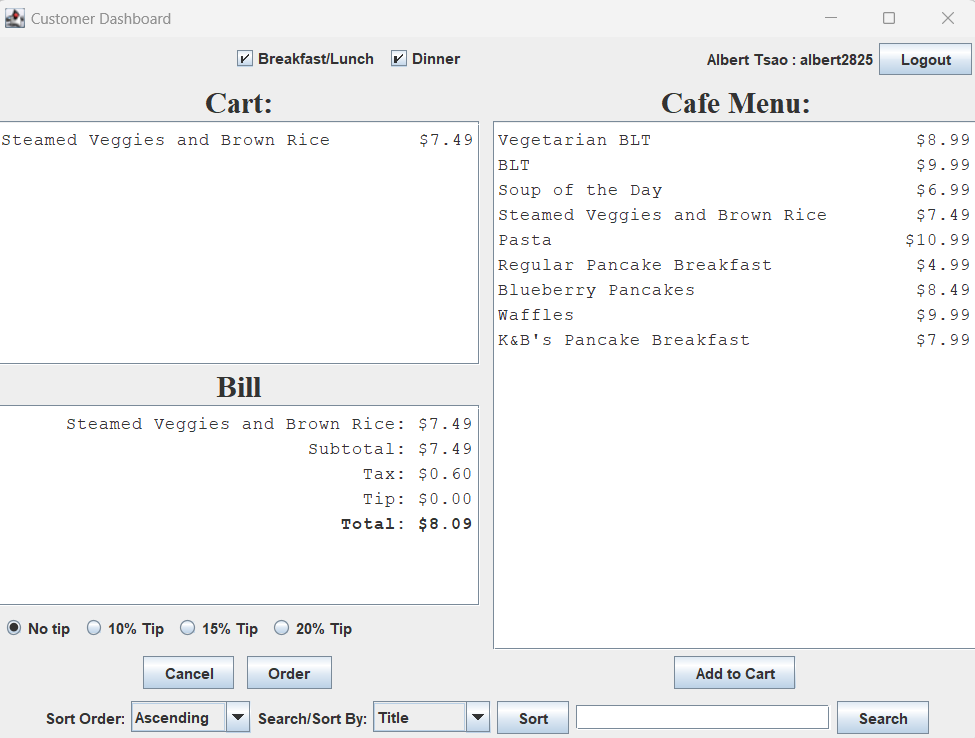 Customer Dashboard
Breakfast/Lunch Dinner Albert Tsao : albert2825 Logout
Cart:
Steamed Veggies and Brown Rice $7.49
Bill
Steamed Veggies and Brown Rice: $7.49
Subtotal: $7.49
Tax: $0.60
Tip: $0.00
Total: $8.09
No tip 10% Tip 15% Tip 20% Tip
Cancel Order
Cafe Menu:
Vegetarian BLT $8.99
BLT $9.99
Soup of the Day $6.99
Steamed Veggies and Brown Rice $7.49
Pasta $10.99
Regular Pancake Breakfast $4.99
Blueberry Pancakes $8.49
Waffles $9.99
K&B's Pancake Breakfast $7.99
Add to Cart
Sort Order: Ascending Search/Sort By: Title Sort Search